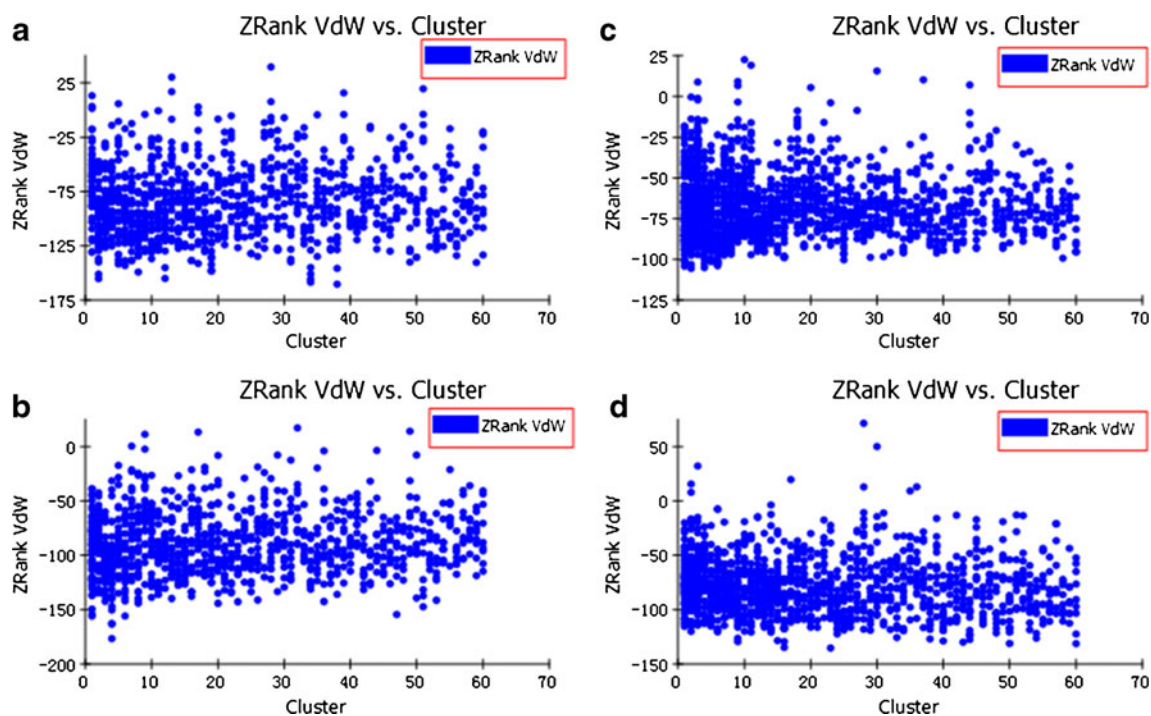 a
ZRank VdW vs. Cluster
ZRank VdW
ZRank VdW
25
-25
-75
-125
-175
0 10 20 30 40 50 60 70
Cluster
c
ZRank VdW vs. Cluster
ZRank VdW
ZRank VdW
25
0
-25
-50
-75
-100
-125
0 10 20 30 40 50 60 70
Cluster
b
ZRank VdW vs. Cluster
ZRank VdW
ZRank VdW
0
-50
-100
-150
-200
0 10 20 30 40 50 60 70
Cluster
d
ZRank VdW vs. Cluster
ZRank VdW
ZRank VdW
50
0
-50
-100
-150
0 10 20 30 40 50 60 70
Cluster